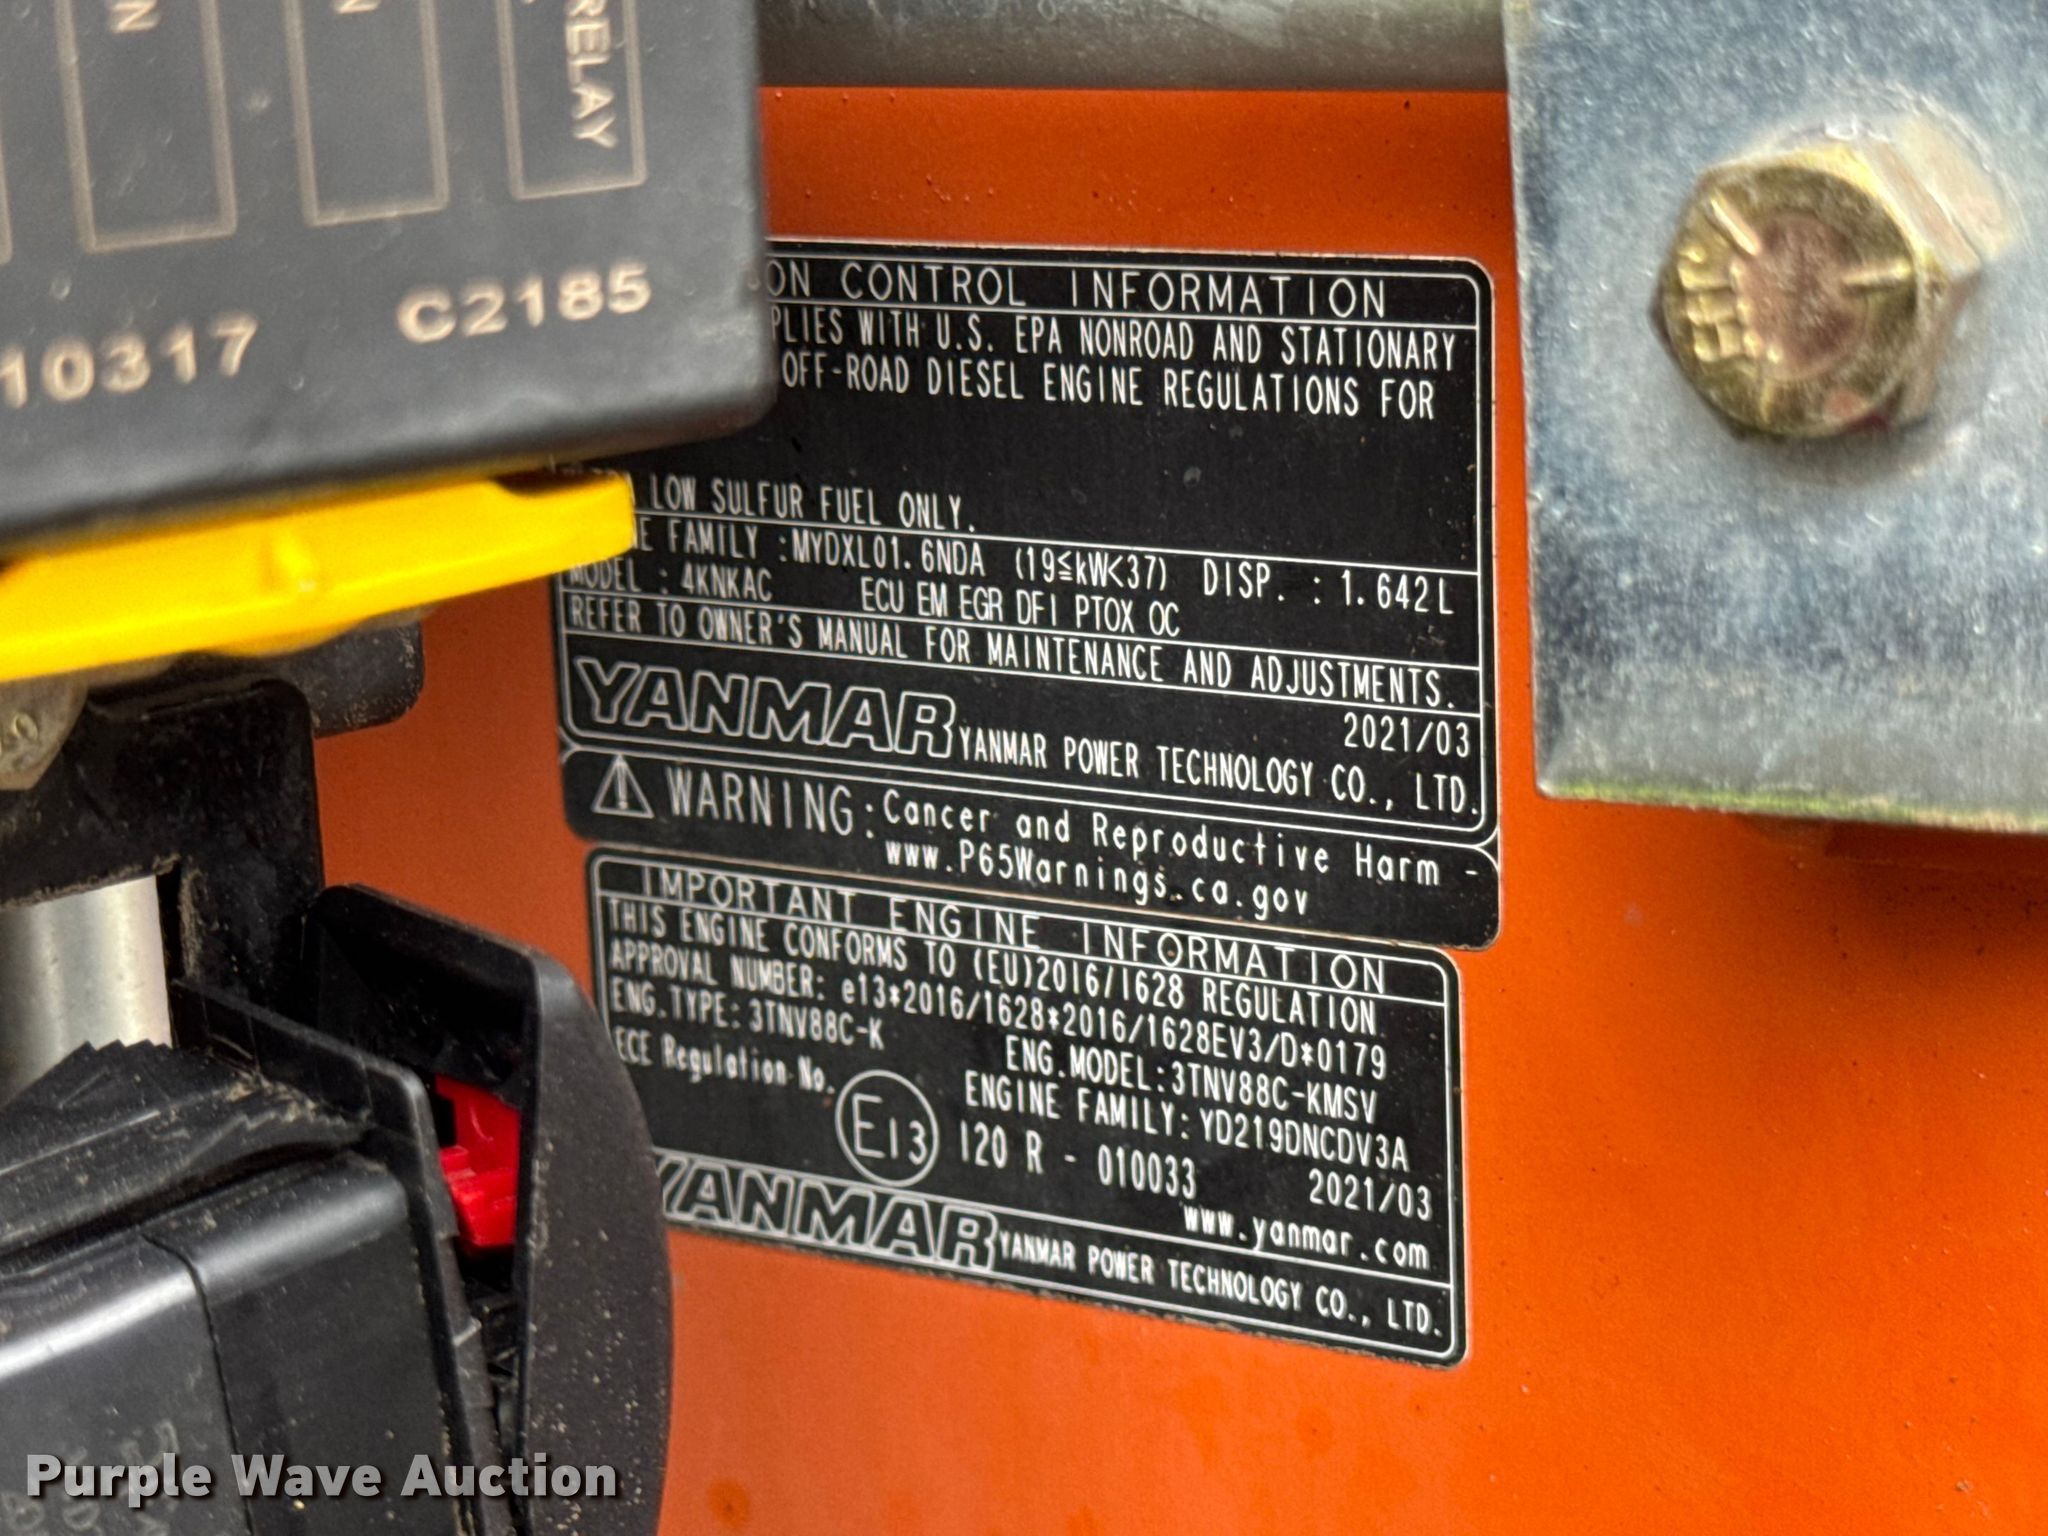 RELAY
10317
C2185
ON CONTROL INFORMATION
PLIES WITH U.S. EPA NONROAD AND STATIONARY
OFF-ROAD DIESEL ENGINE REGULATIONS FOR
LOW SULFUR FUEL ONLY.
FAMILY :MYDXL01.6NDA (19≦kW<37) DISP. : 1.642L
MODEL : 4KNKAC ECU EM EGR DFI PTOX OC
REFER TO OWNER'S MANUAL FOR MAINTENANCE AND ADJUSTMENTS.
2021/03
YANMAR YANMAR POWER TECHNOLOGY CO., LTD.
WARNING:Cancer and Reproductive Harm -
www.P65Warnings.ca.gov
IMPORTANT ENGINE INFORMATION
THIS ENGINE CONFORMS TO (EU)2016/1628 REGULATION
APPROVAL NUMBER: e13*2016/1628*2016/1628EV3/D*0179
ENG.TYPE: 3TNV88C-K ENG.MODEL:3TNV88C-KMSV
ECE Regulation No. ENGINE FAMILY: YD219DNCDV3A
E13 120 R - 010033 2021/03
www.yanmar.com
YANMAR YANMAR POWER TECHNOLOGY CO., LTD.
Purple Wave Auction